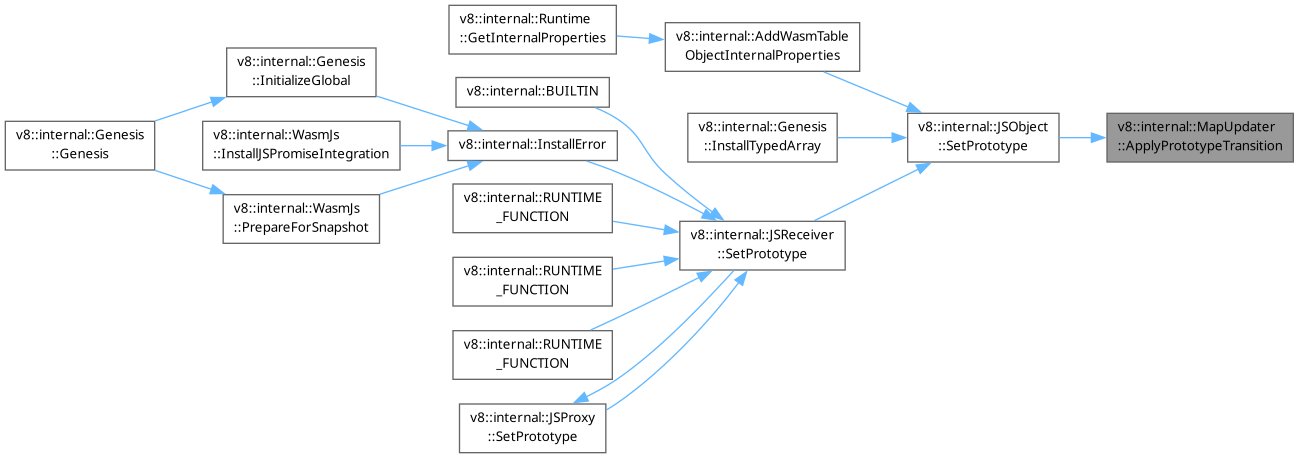 v8::internal::Runtime
::GetInternalProperties
v8::internal::AddWasmTable
ObjectInternalProperties
v8::internal::Genesis
::InitializeGlobal
v8::internal::BUILTIN
v8::internal::Genesis
::Genesis
v8::internal::WasmJs
::InstallJSPromiseIntegration
v8::internal::InstallError
v8::internal::Genesis
::InstallTypedArray
v8::internal::JSObject
::SetPrototype
v8::internal::MapUpdater
::ApplyPrototypeTransition
v8::internal::WasmJs
::PrepareForSnapshot
v8::internal::RUNTIME
_FUNCTION
v8::internal::JSReceiver
::SetPrototype
v8::internal::RUNTIME
_FUNCTION
v8::internal::RUNTIME
_FUNCTION
v8::internal::JSProxy
::SetPrototype